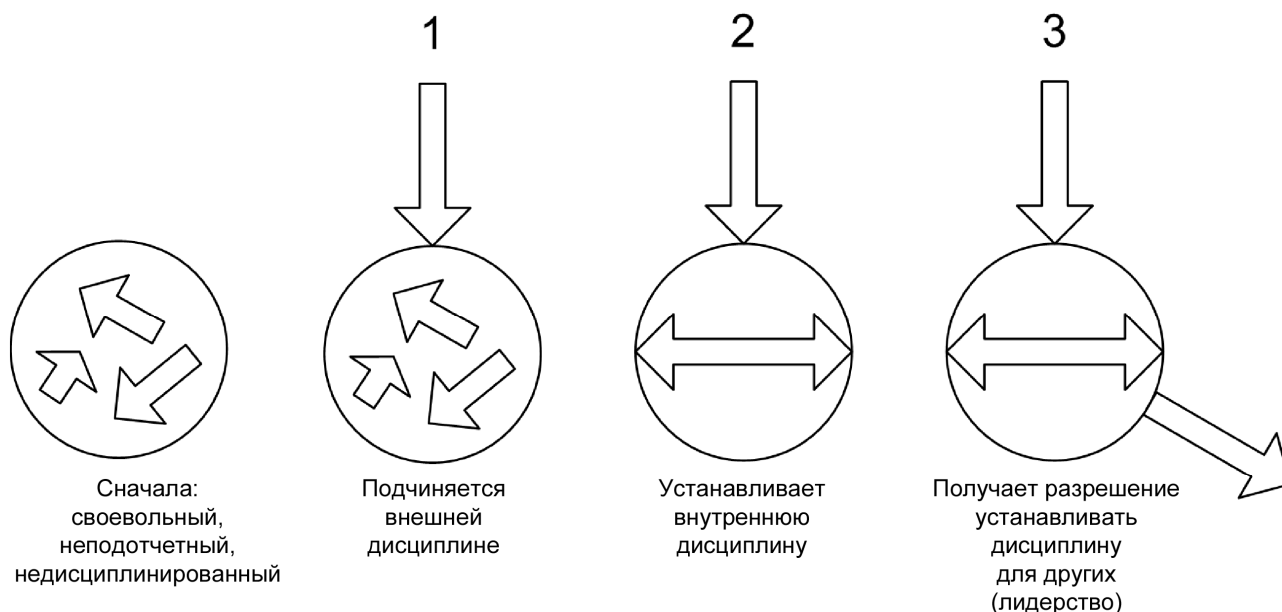 1
2
3
Сначала:
своевольный,
неподотчетный,
недисциплинированный
Подчиняется
внешней
дисциплине
Устанавливает
внутреннюю
дисциплину
Получает разрешение
устанавливать
дисциплину
для других
(лидерство)